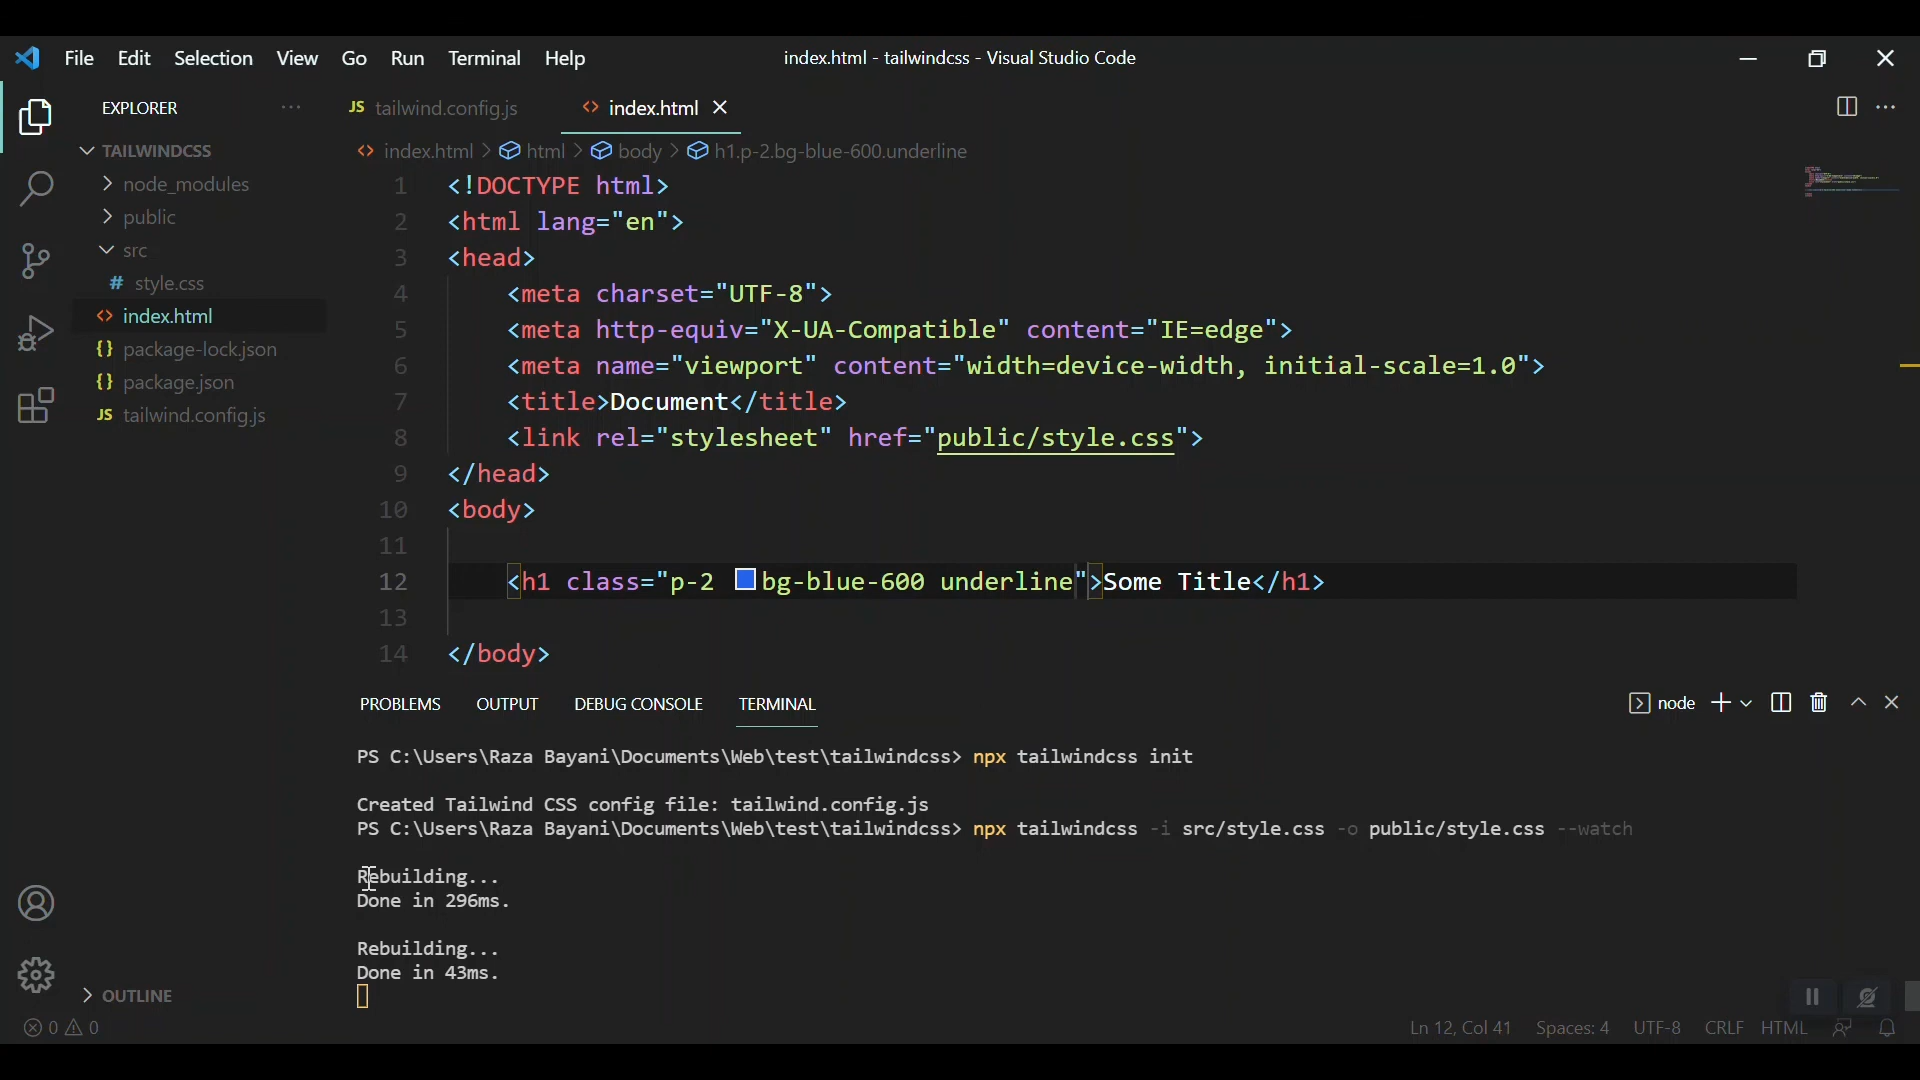 File Edit Selection View Go Run Terminal Help index.html - tailwindcss - Visual Studio Code
EXPLORER
TAILWINDCSS
node_modules
public
src
# style.css
<> index.html
{} package-lock.json
{} package.json
JS tailwind.config.js
OUTLINE
JS tailwind.config.js <> index.html
<> index.html > html > body > h1.p-2.bg-blue-600.underline
1 <!DOCTYPE html>
2 <html lang="en">
3 <head>
4 <meta charset="UTF-8">
5 <meta http-equiv="X-UA-Compatible" content="IE=edge">
6 <meta name="viewport" content="width=device-width, initial-scale=1.0">
7 <title>Document</title>
8 <link rel="stylesheet" href="public/style.css">
9 </head>
10 <body>
11
12 <h1 class="p-2 bg-blue-600 underline">Some Title</h1>
13
14 </body>
PROBLEMS OUTPUT DEBUG CONSOLE TERMINAL node
PS C:\Users\Raza Bayani\Documents\Web\test\tailwindcss> npx tailwindcss init
Created Tailwind CSS config file: tailwind.config.js
PS C:\Users\Raza Bayani\Documents\Web\test\tailwindcss> npx tailwindcss -i src/style.css -o public/style.css --watch
Rebuilding...
Done in 296ms.
Rebuilding...
Done in 43ms.
0 0 Ln 12, Col 41 Spaces: 4 UTF-8 CRLF HTML